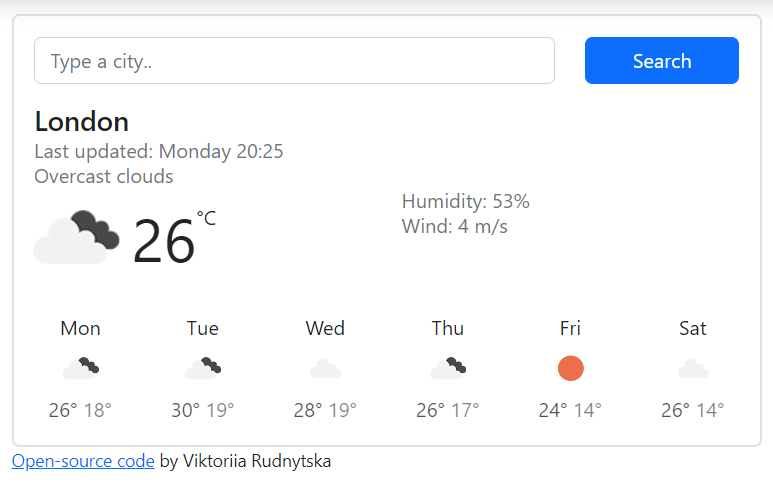 Type a city..
Search
London
Last updated: Monday 20:25
Overcast clouds
26 °C
Humidity: 53%
Wind: 4 m/s
Mon Tue Wed Thu Fri Sat
26° 18° 30° 19° 28° 19° 26° 17° 24° 14° 26° 14°
Open-source code by Viktoriia Rudnytska